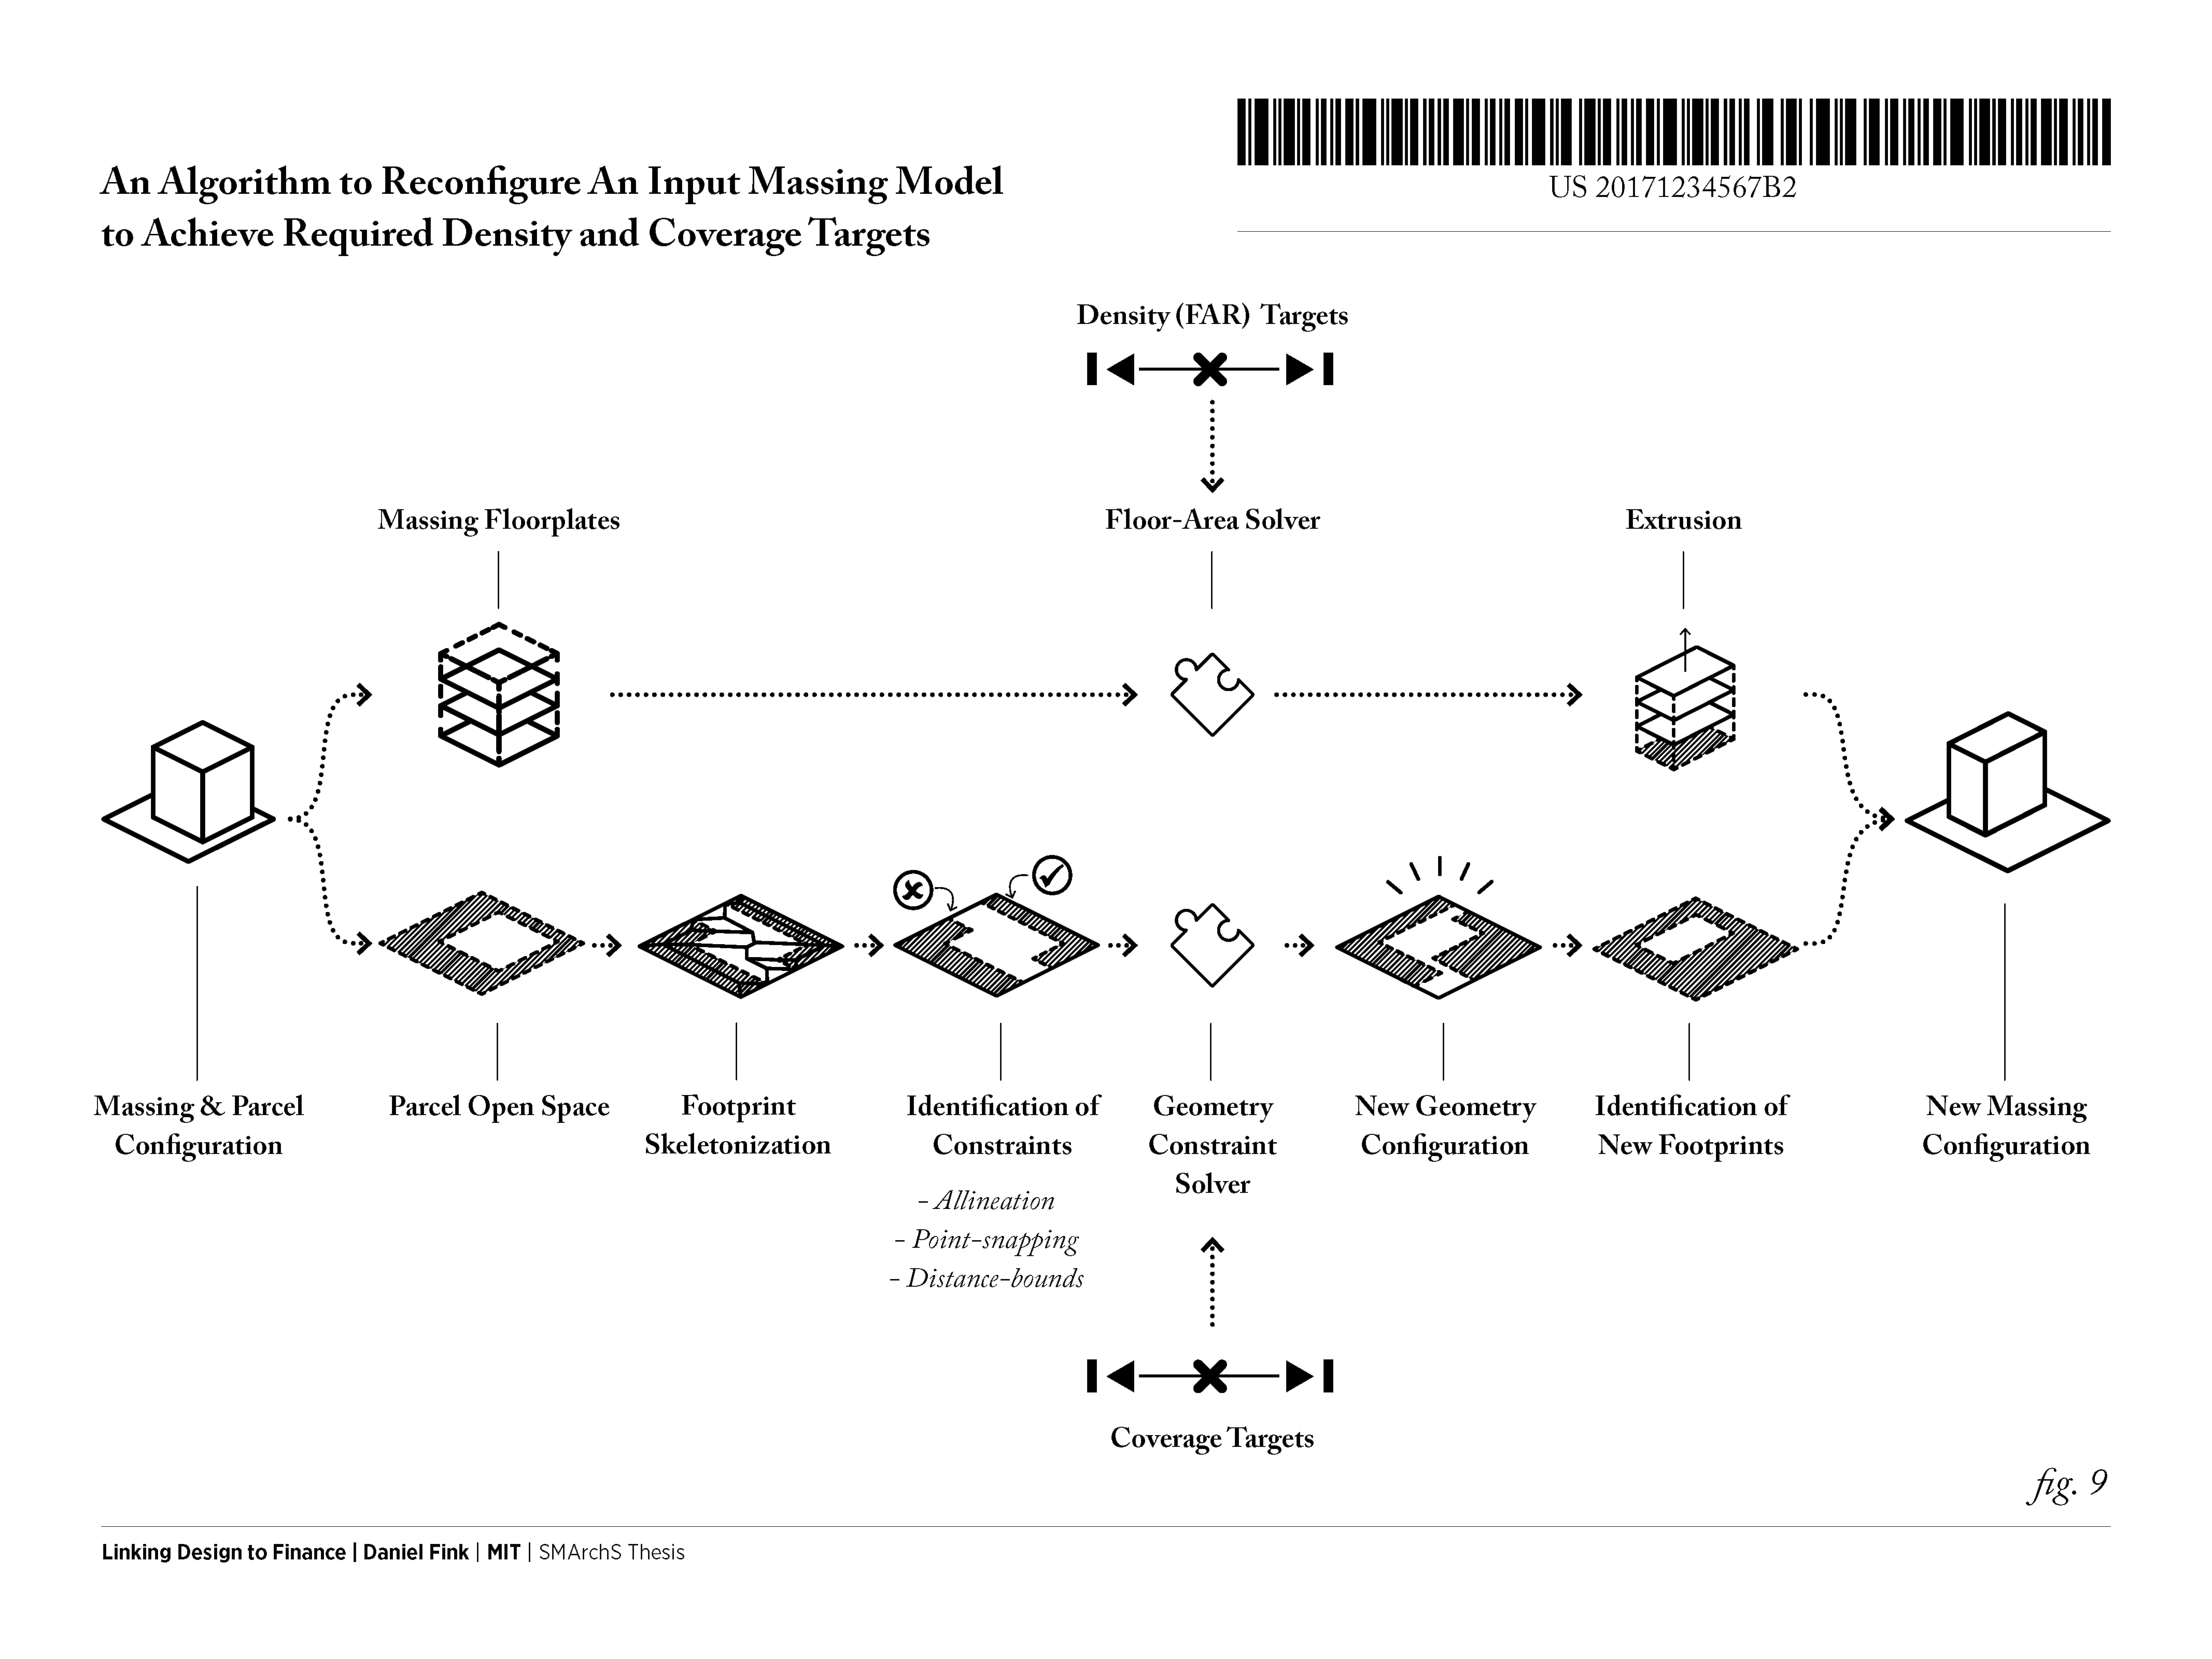 An Algorithm to Reconfigure An Input Massing Model
to Achieve Required Density and Coverage Targets
US 20171234567B2
Density (FAR) Targets
Massing Floorplates
Floor-Area Solver
Extrusion
Massing & Parcel
Configuration
Parcel Open Space
Footprint
Skeletonization
Identification of
Constraints
- Allineation
- Point-snapping
- Distance-bounds
Geometry
Constraint
Solver
New Geometry
Configuration
Identification of
New Footprints
New Massing
Configuration
Coverage Targets
fig. 9
Linking Design to Finance | Daniel Fink | MIT | SMArchS Thesis